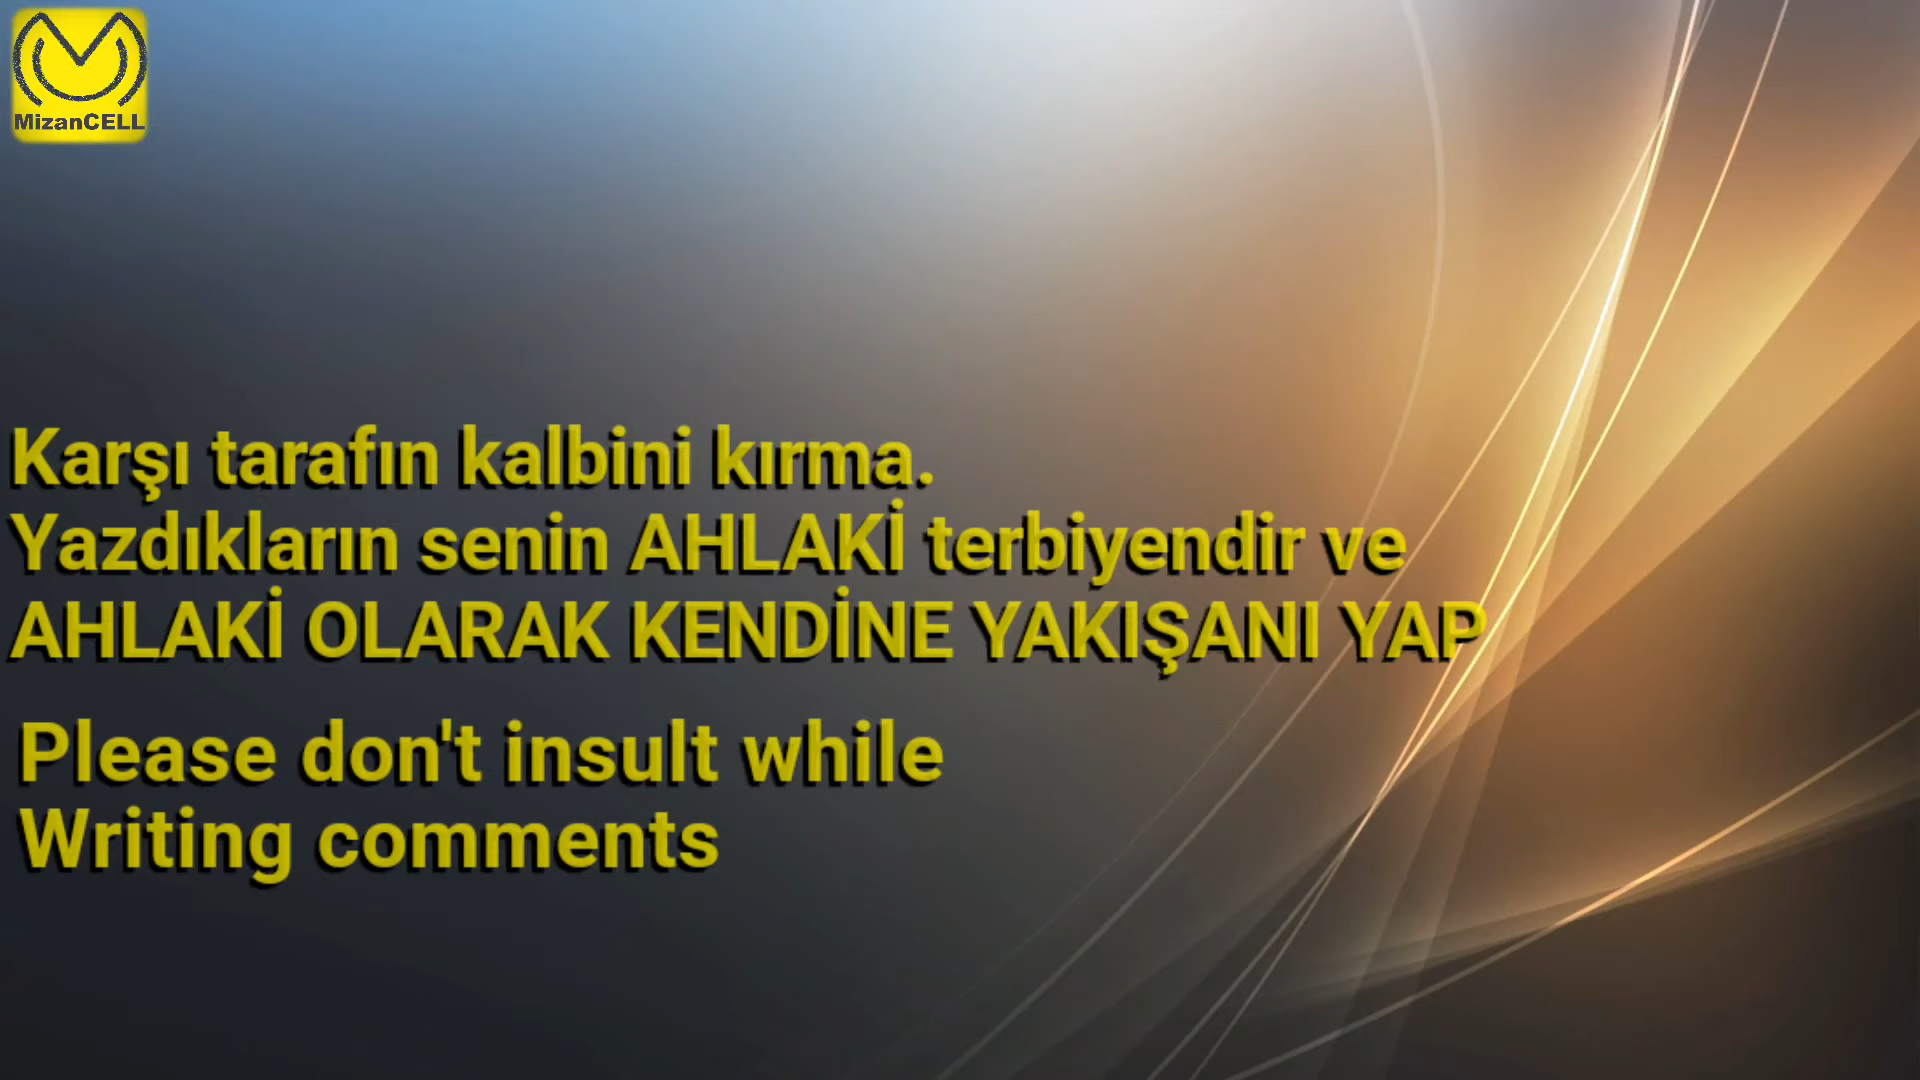 MizanCELL
Karşı tarafın kalbini kırma.
Yazdıkların senin AHLAKİ terbiyendir ve
AHLAKİ OLARAK KENDİNE YAKIŞANI YAP
Please don't insult while
Writing comments